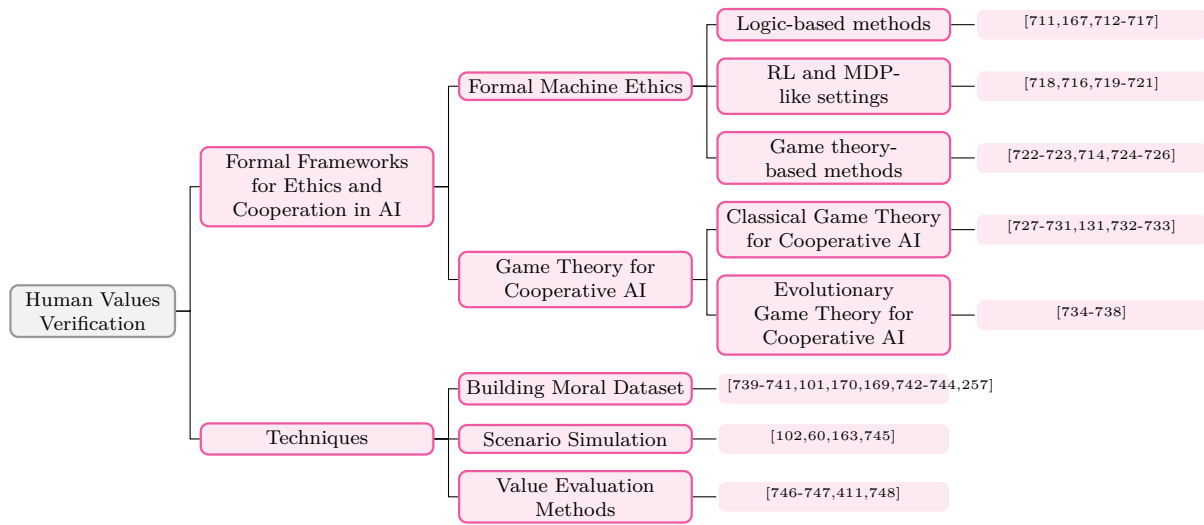 Logic-based methods
[711,167,712-717]
Formal Machine Ethics
RL and MDP-
like settings
[718,716,719-721]
Game theory-
based methods
[722-723,714,724-726]
Formal Frameworks
for Ethics and
Cooperation in AI
Classical Game Theory
for Cooperative AI
[727-731,131,732-733]
Game Theory for
Cooperative AI
Evolutionary
Game Theory for
Cooperative AI
[734-738]
Human Values
Verification
Building Moral Dataset
[739-741,101,170,169,742-744,257]
Techniques
Scenario Simulation
[102,60,163,745]
Value Evaluation
Methods
[746-747,411,748]